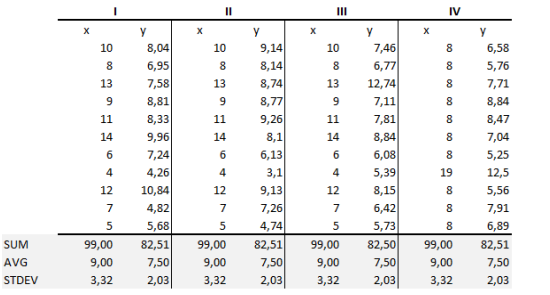 I II III IV
x y x y x y x y
10 8,04 10 9,14 10 7,46 8 6,58
8 6,95 8 8,14 8 6,77 8 5,76
13 7,58 13 8,74 13 12,74 8 7,71
9 8,81 9 8,77 9 7,11 8 8,84
11 8,33 11 9,26 11 7,81 8 8,47
14 9,96 14 8,1 14 8,84 8 7,04
6 7,24 6 6,13 6 6,08 8 5,25
4 4,26 4 3,1 4 5,39 19 12,5
12 10,84 12 9,13 12 8,15 8 5,56
7 4,82 7 7,26 7 6,42 8 7,91
5 5,68 5 4,74 5 5,73 8 6,89
SUM 99,00 82,51 99,00 82,51 99,00 82,50 99,00 82,51
AVG 9,00 7,50 9,00 7,50 9,00 7,50 9,00 7,50
STDEV 3,32 2,03 3,32 2,03 3,32 2,03 3,32 2,03